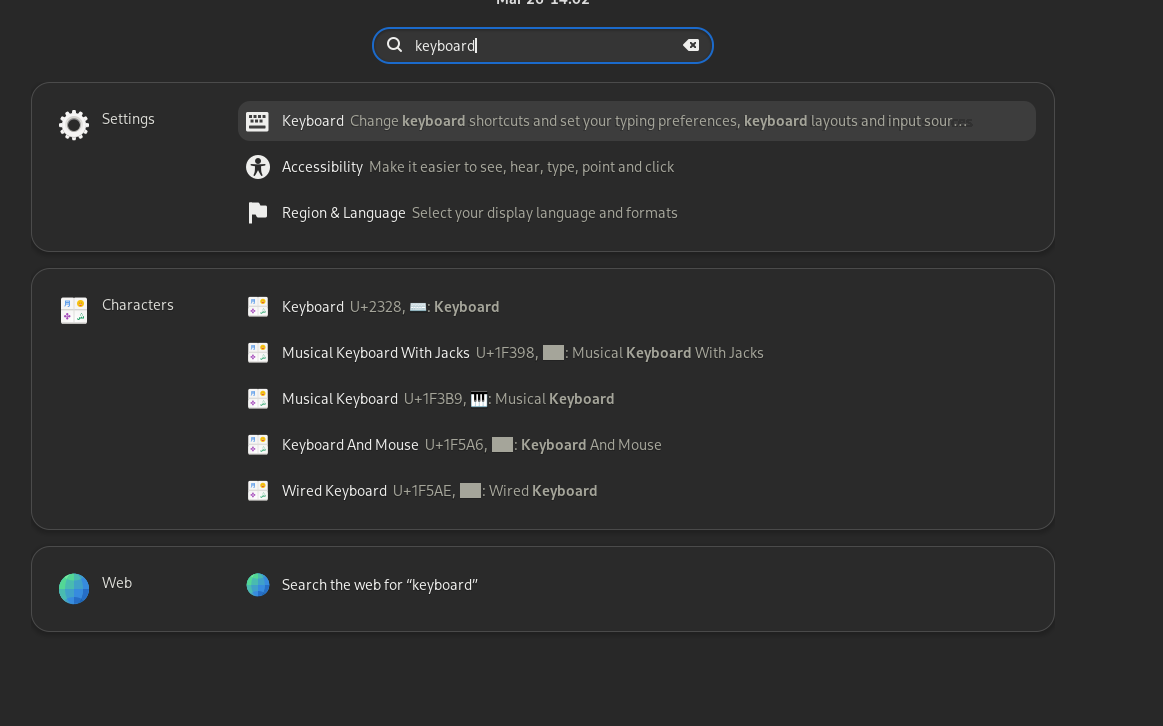 Mar 26 14:02
keyboard
Settings
Keyboard Change keyboard shortcuts and set your typing preferences, keyboard layouts and input sour…
Accessibility Make it easier to see, hear, type, point and click
Region & Language Select your display language and formats
Characters
Keyboard U+2328, ⌨️: Keyboard
Musical Keyboard With Jacks U+1F398, : Musical Keyboard With Jacks
Musical Keyboard U+1F3B9, 🎹: Musical Keyboard
Keyboard And Mouse U+1F5A6, : Keyboard And Mouse
Wired Keyboard U+1F5AE, : Wired Keyboard
Web
Search the web for “keyboard”